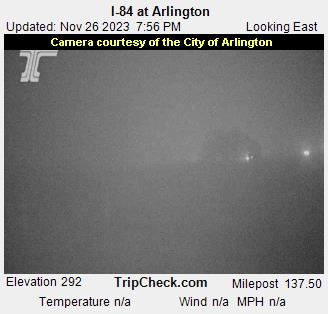 I-84 at Arlington
Updated: Nov 26 2023 7:56 PM Looking East
Camera courtesy of the City of Arlington
Elevation 292 TripCheck.com Milepost 137.50
Temperature n/a Wind n/a MPH n/a